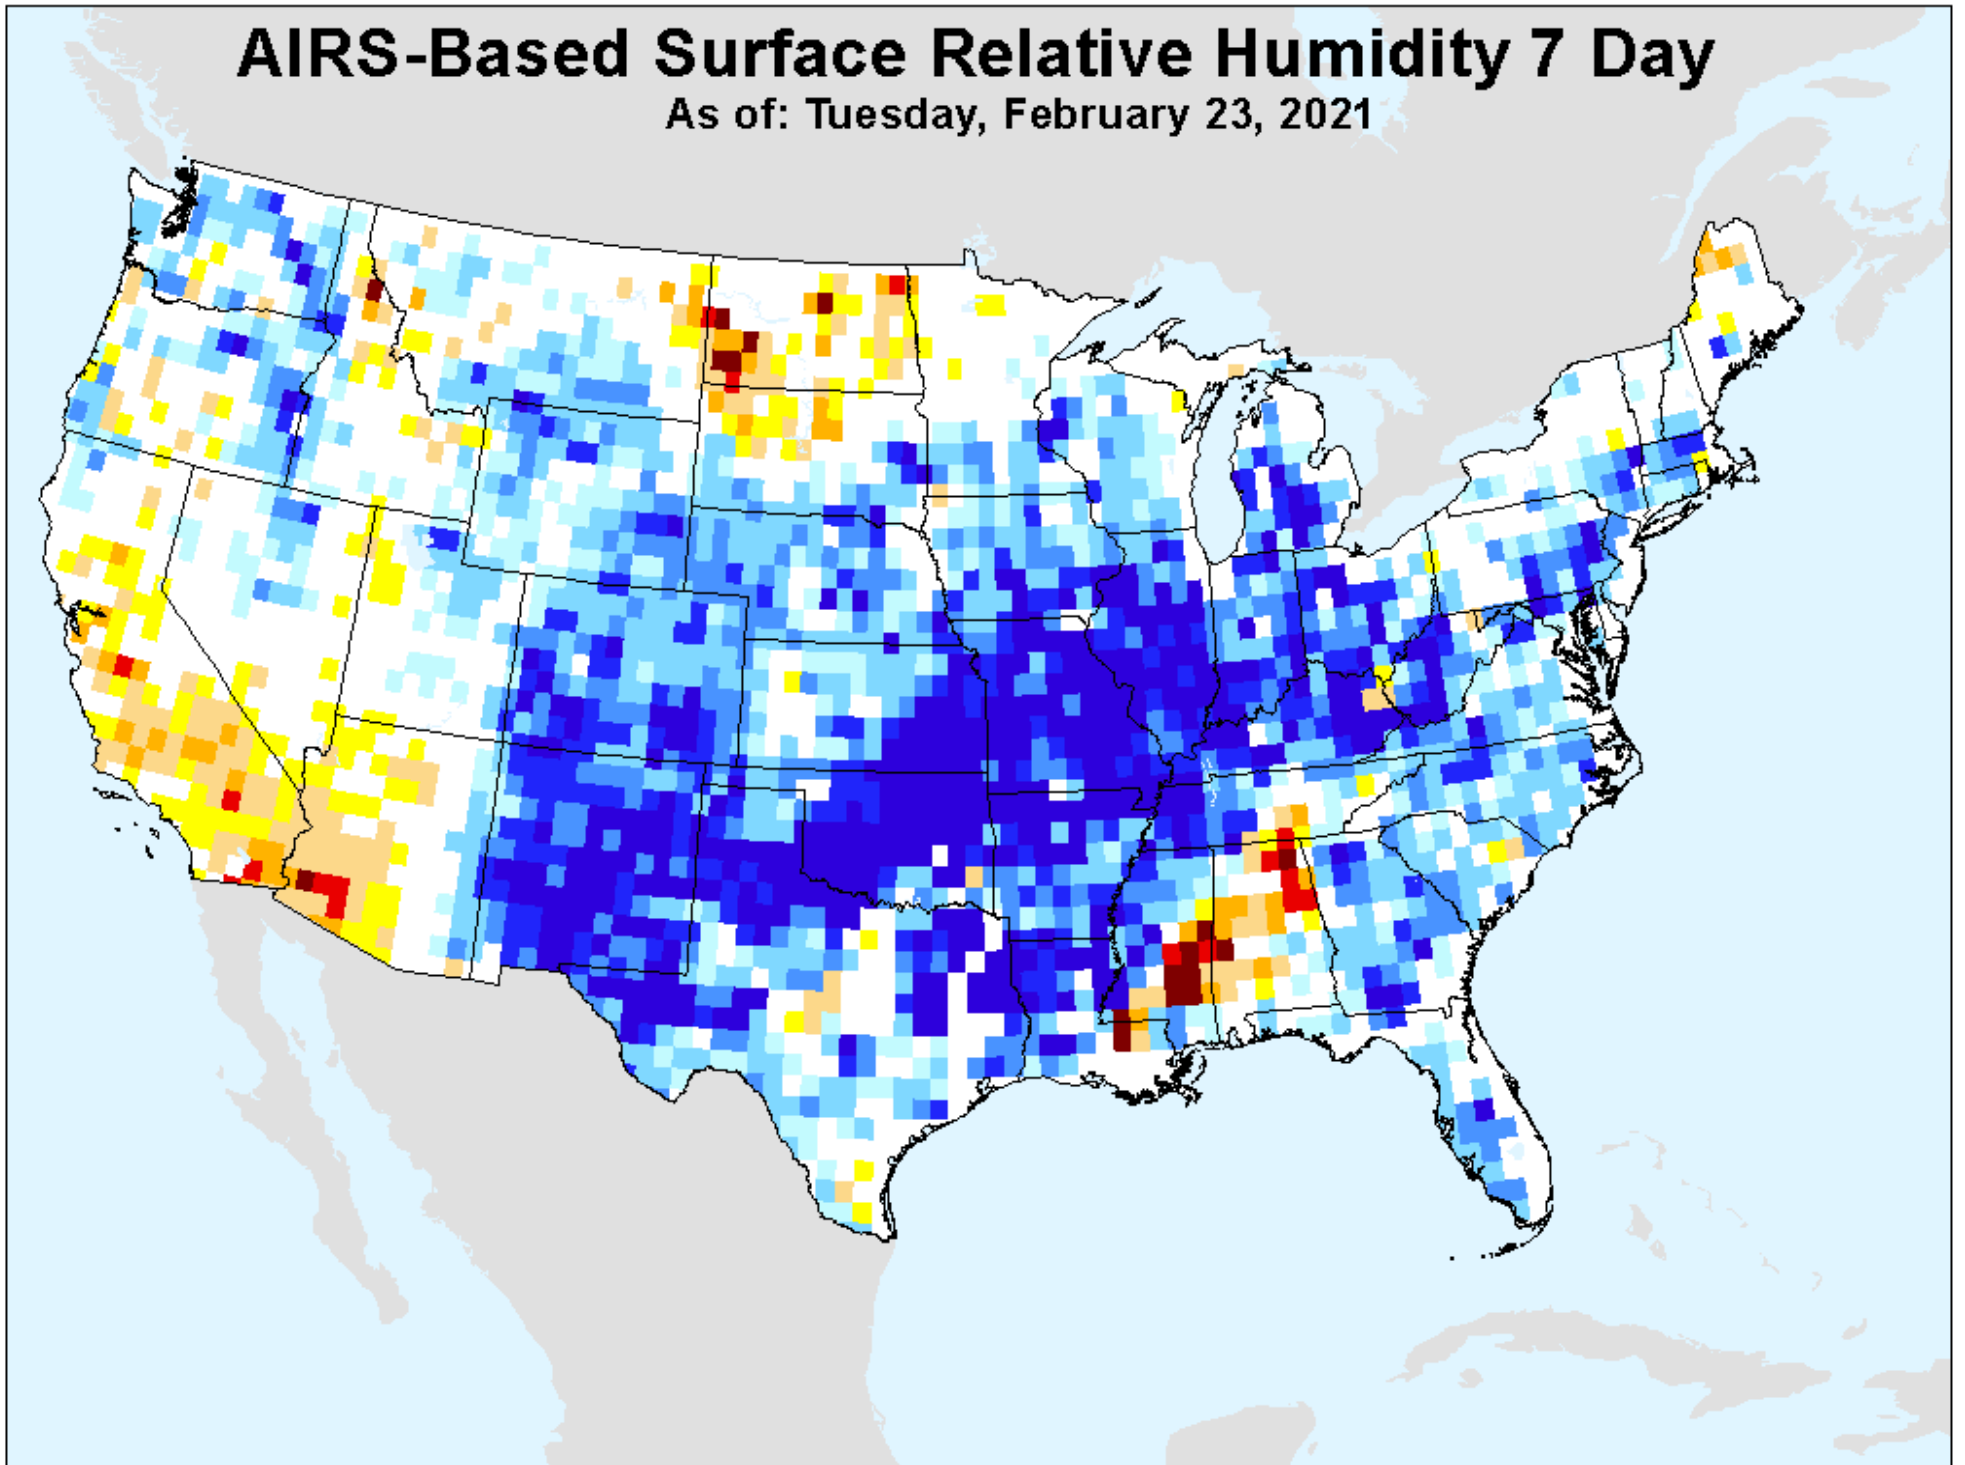 AIRS-Based Surface Relative Humidity 7 Day
As of: Tuesday, February 23, 2021